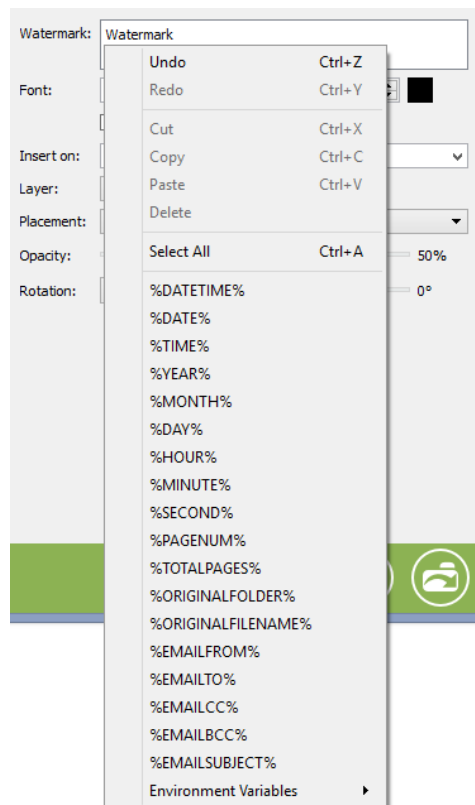 Watermark: Watermark
Undo Ctrl+Z
Font: Redo Ctrl+Y
Cut Ctrl+X
Insert on: Copy Ctrl+C
Layer: Paste Ctrl+V
Placement: Delete
Opacity: Select All Ctrl+A 50%
Rotation: %DATETIME% 0°
%DATE%
%TIME%
%YEAR%
%MONTH%
%DAY%
%HOUR%
%MINUTE%
%SECOND%
%PAGENUM%
%TOTALPAGES%
%ORIGINALFOLDER%
%ORIGINALFILENAME%
%EMAILFROM%
%EMAILTO%
%EMAILCC%
%EMAILBCC%
%EMAILSUBJECT%
Environment Variables